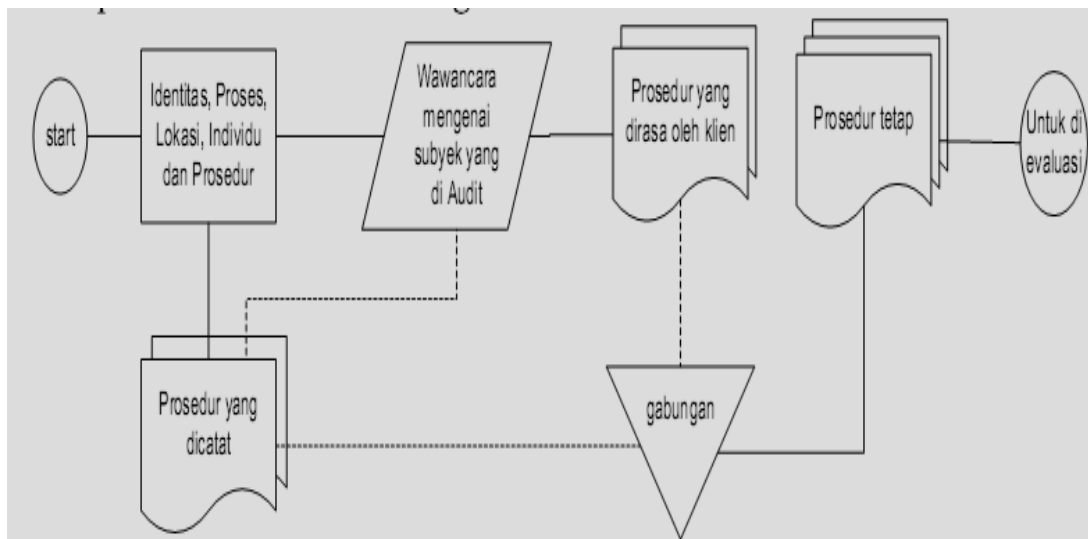 start
Identitas, Proses,
Lokasi, Individu
dan Prosedur
Wawancara
mengenai
subyek yang
di Audit
Prosedur yang
dirasa oleh klien
Prosedur tetap
Untuk di
evaluasi
Prosedur yang
dicatat
gabungan